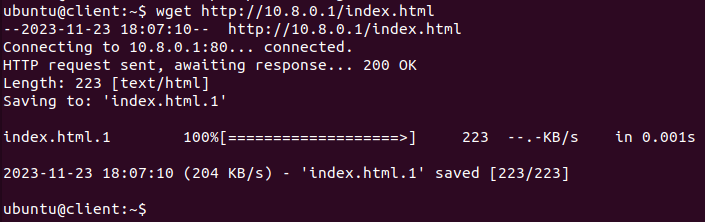 ubuntu@client:~$ wget http://10.8.0.1/index.html
--2023-11-23 18:07:10--  http://10.8.0.1/index.html
Connecting to 10.8.0.1:80... connected.
HTTP request sent, awaiting response... 200 OK
Length: 223 [text/html]
Saving to: 'index.html.1'

index.html.1        100%[===================>]     223  --.-KB/s    in 0.001s

2023-11-23 18:07:10 (204 KB/s) - 'index.html.1' saved [223/223]

ubuntu@client:~$